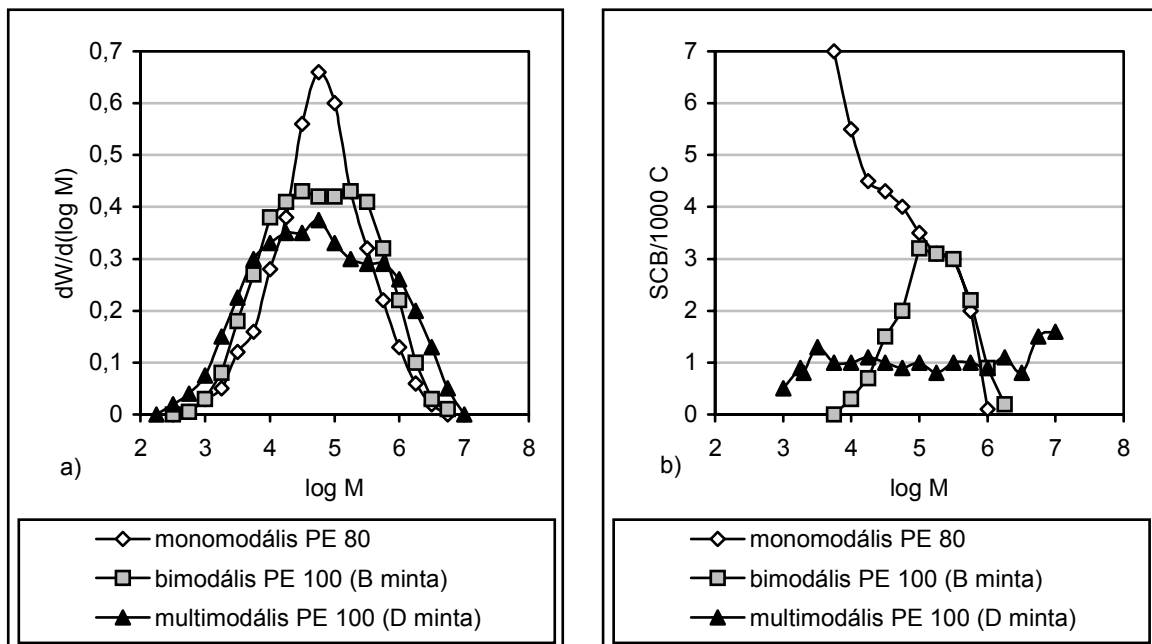 0,7
0,6
0,5
0,4
0,3
0,2
0,1
0
dW/d(log M)
2 3 4 5 6 7 8
a)
log M
monomodális PE 80
bimodális PE 100 (B minta)
multimodális PE 100 (D minta)
7
6
5
4
3
2
1
0
SCB/1000 C
2 3 4 5 6 7 8
b)
log M
monomodális PE 80
bimodális PE 100 (B minta)
multimodális PE 100 (D minta)